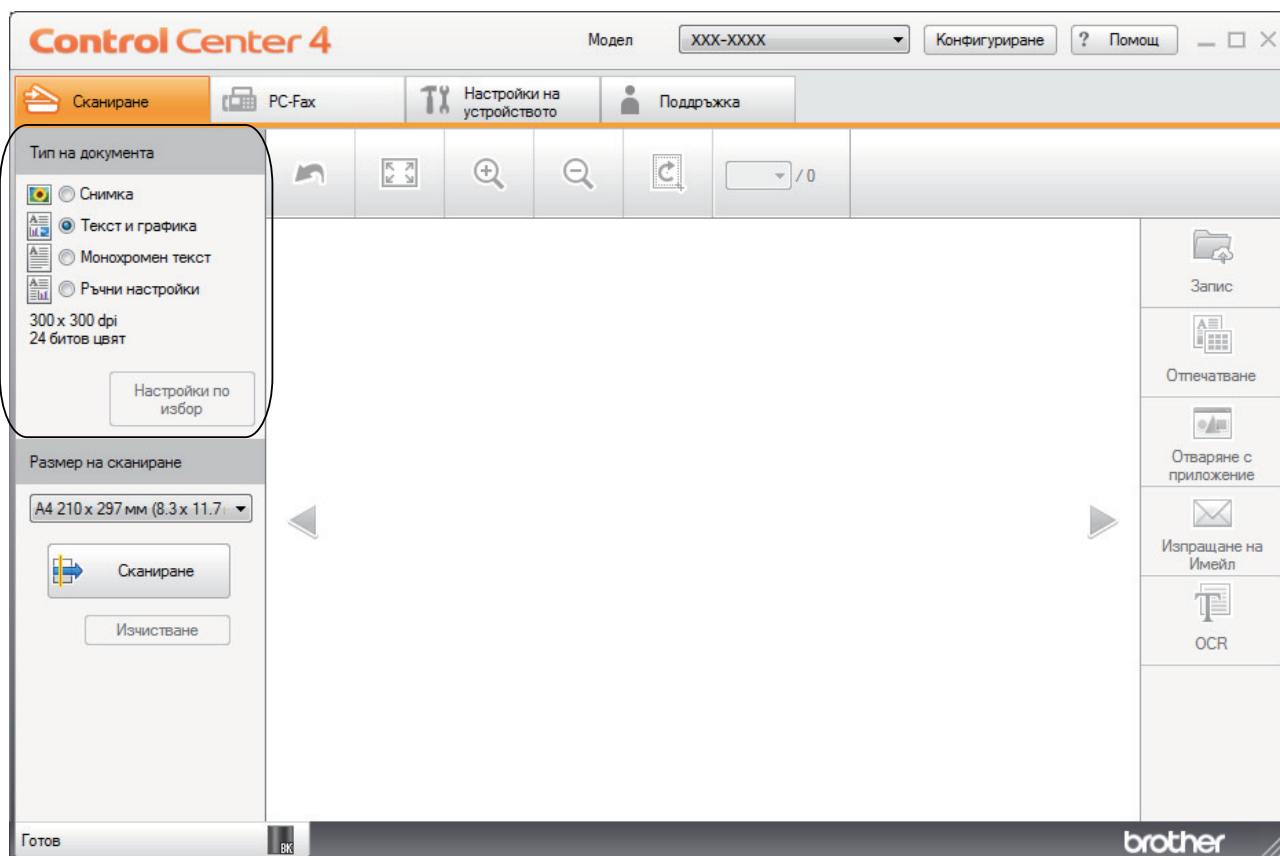 Control Center 4
Модел
XXX-XXXX
Конфигуриране
? Помощ
Сканиране
PC-Fax
Настройки на
устройството
Поддръжка
Тип на документа
Снимка
Текст и графика
Монохромен текст
Ръчни настройки
300 x 300 dpi
24 битов цвят
Настройки по
избор
/ 0
Размер на сканиране
A4 210 x 297 мм (8.3 x 11.7
Сканиране
Изчистване
Запис
Отпечатване
Отваряне с
приложение
Изпращане на
Имейл
OCR
Готов
BK
brother